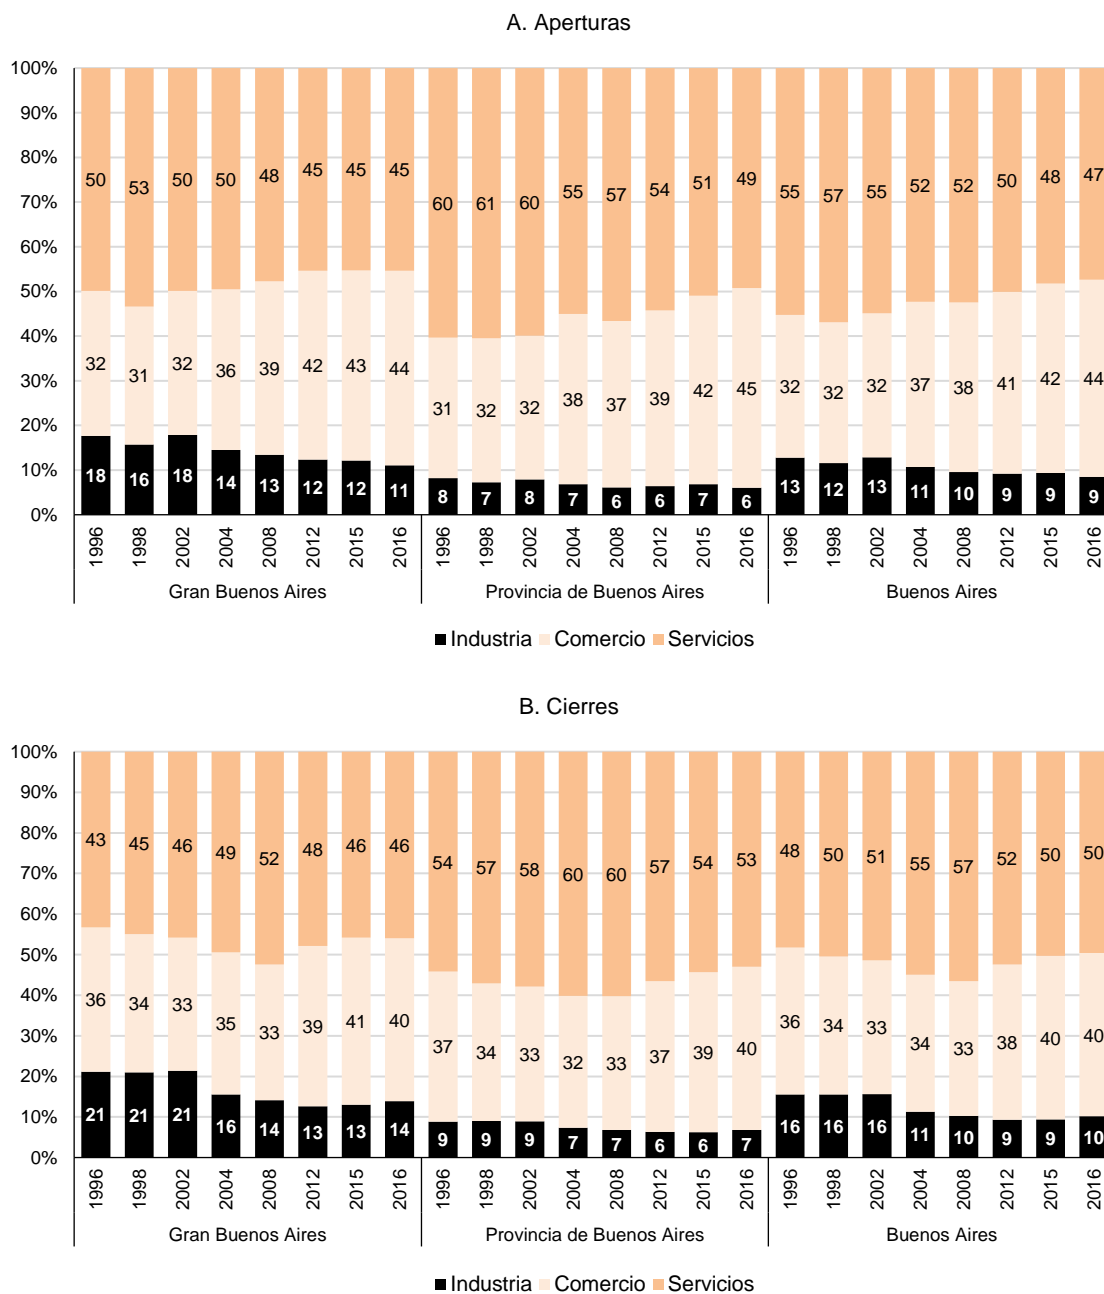 A. Aperturas
100%
90%
80%
70%
60%
50%
40%
30%
20%
10%
0%
50 53 50 50 48 45 45 45 60 61 60 55 57 54 51 49 55 57 55 52 52 50 48 47
32 31 32 36 39 42 43 44 31 32 32 38 37 39 42 45 32 32 32 37 38 41 42 44
18 16 18 14 13 12 12 11 8 7 8 7 6 6 7 6 13 12 13 11 10 9 9 9
1996 1998 2002 2004 2008 2012 2015 2016 1996 1998 2002 2004 2008 2012 2015 2016 1996 1998 2002 2004 2008 2012 2015 2016
Gran Buenos Aires Provincia de Buenos Aires Buenos Aires
Industria Comercio Servicios
B. Cierres
100%
90%
80%
70%
60%
50%
40%
30%
20%
10%
0%
43 45 46 49 52 48 46 46 54 57 58 60 60 57 54 53 48 50 51 55 57 52 50 50
36 34 33 35 33 39 41 40 37 34 33 32 33 37 39 40 36 34 33 34 33 38 40 40
21 21 21 16 14 13 13 14 9 9 9 7 7 6 6 7 16 16 16 11 10 9 9 10
1996 1998 2002 2004 2008 2012 2015 2016 1996 1998 2002 2004 2008 2012 2015 2016 1996 1998 2002 2004 2008 2012 2015 2016
Gran Buenos Aires Provincia de Buenos Aires Buenos Aires
Industria Comercio Servicios